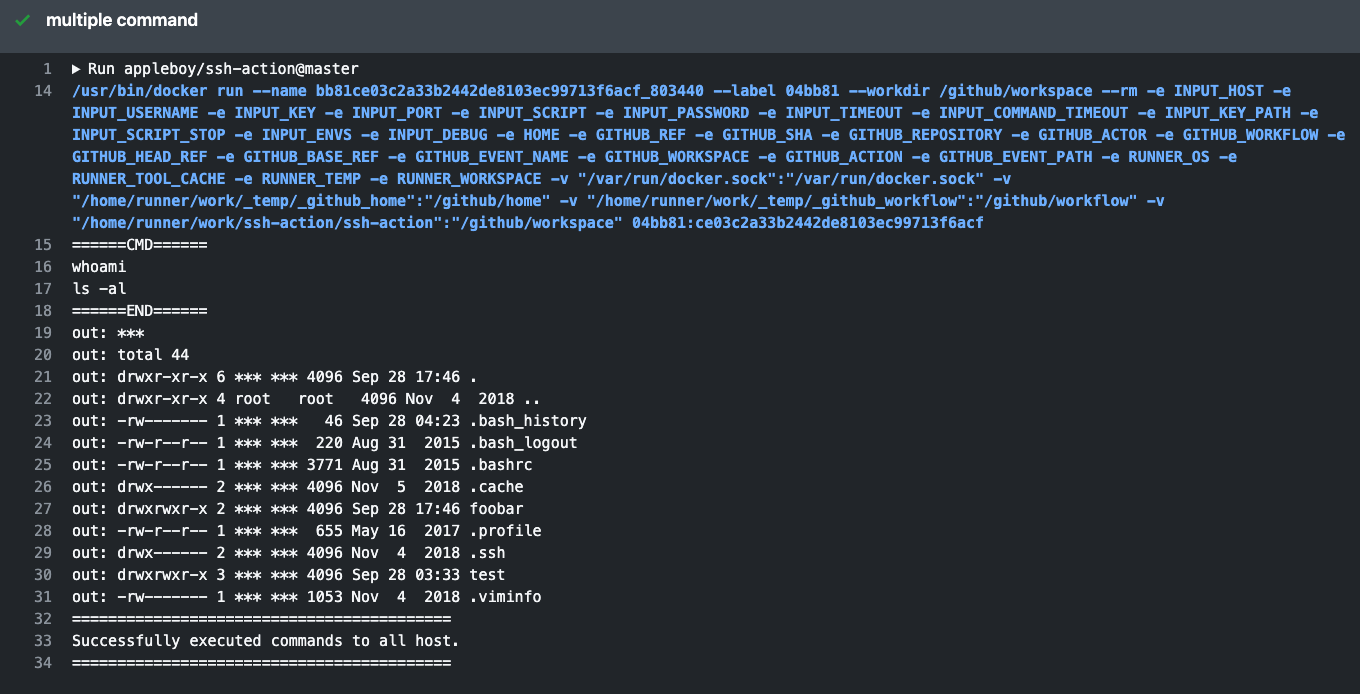 multiple command
1 ▶ Run appleboy/ssh-action@master
14 /usr/bin/docker run --name bb81ce03c2a33b2442de8103ec99713f6acf_803440 --label 04bb81 --workdir /github/workspace --rm -e INPUT_HOST -e
INPUT_USERNAME -e INPUT_KEY -e INPUT_PORT -e INPUT_SCRIPT -e INPUT_PASSWORD -e INPUT_TIMEOUT -e INPUT_COMMAND_TIMEOUT -e INPUT_KEY_PATH -e
INPUT_SCRIPT_STOP -e INPUT_ENVS -e INPUT_DEBUG -e HOME -e GITHUB_REF -e GITHUB_SHA -e GITHUB_REPOSITORY -e GITHUB_ACTOR -e GITHUB_WORKFLOW -e
GITHUB_HEAD_REF -e GITHUB_BASE_REF -e GITHUB_EVENT_NAME -e GITHUB_WORKSPACE -e GITHUB_ACTION -e GITHUB_EVENT_PATH -e RUNNER_OS -e
RUNNER_TOOL_CACHE -e RUNNER_TEMP -e RUNNER_WORKSPACE -v "/var/run/docker.sock":"/var/run/docker.sock" -v
"/home/runner/work/_temp/_github_home":"/github/home" -v "/home/runner/work/_temp/_github_workflow":"/github/workflow" -v
"/home/runner/work/ssh-action/ssh-action":"/github/workspace" 04bb81:ce03c2a33b2442de8103ec99713f6acf
15 ======CMD======
16 whoami
17 ls -al
18 ======END======
19 out: ***
20 out: total 44
21 out: drwxr-xr-x 6 *** *** 4096 Sep 28 17:46 .
22 out: drwxr-xr-x 4 root   root   4096 Nov  4  2018 ..
23 out: -rw------- 1 *** ***   46 Sep 28 04:23 .bash_history
24 out: -rw-r--r-- 1 *** ***  220 Aug 31  2015 .bash_logout
25 out: -rw-r--r-- 1 *** *** 3771 Aug 31  2015 .bashrc
26 out: drwx------ 2 *** *** 4096 Nov  5  2018 .cache
27 out: drwxrwxr-x 2 *** *** 4096 Sep 28 17:46 foobar
28 out: -rw-r--r-- 1 *** ***  655 May 16  2017 .profile
29 out: drwx------ 2 *** *** 4096 Nov  4  2018 .ssh
30 out: drwxrwxr-x 3 *** *** 4096 Sep 28 03:33 test
31 out: -rw------- 1 *** *** 1053 Nov  4  2018 .viminfo
32 ==========================================
33 Successfully executed commands to all host.
34 ==========================================